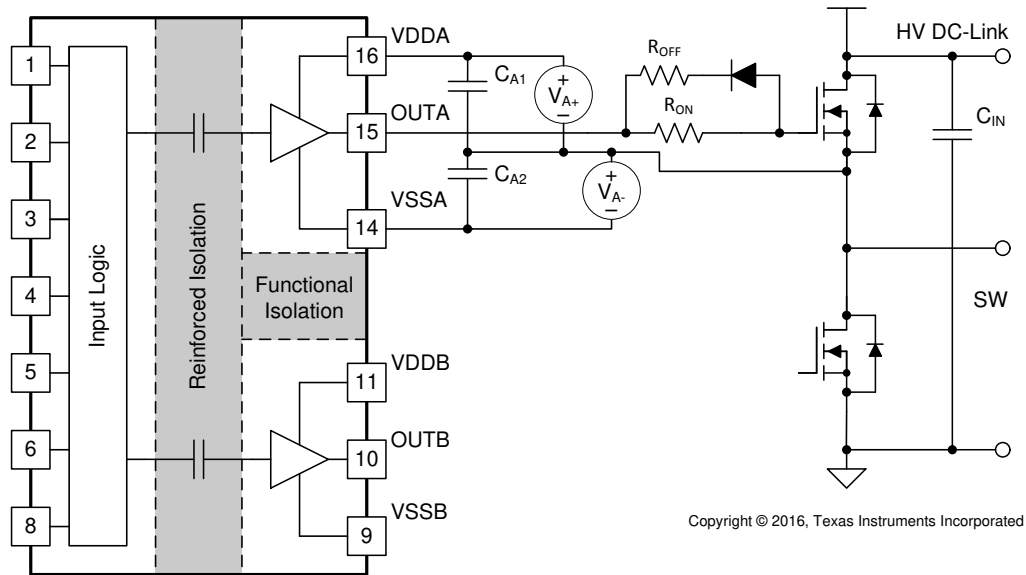 1
2
3
4
5
6
8
Input Logic
Reinforced Isolation
Functional
Isolation
VDDA
16
OUTA
15
VSSA
14
VDDB
11
OUTB
10
VSSB
9
CA1
CA2
+
VA+
−
+
VA-
−
ROFF
RON
HV DC-Link
CIN
SW
Copyright © 2016, Texas Instruments Incorporated